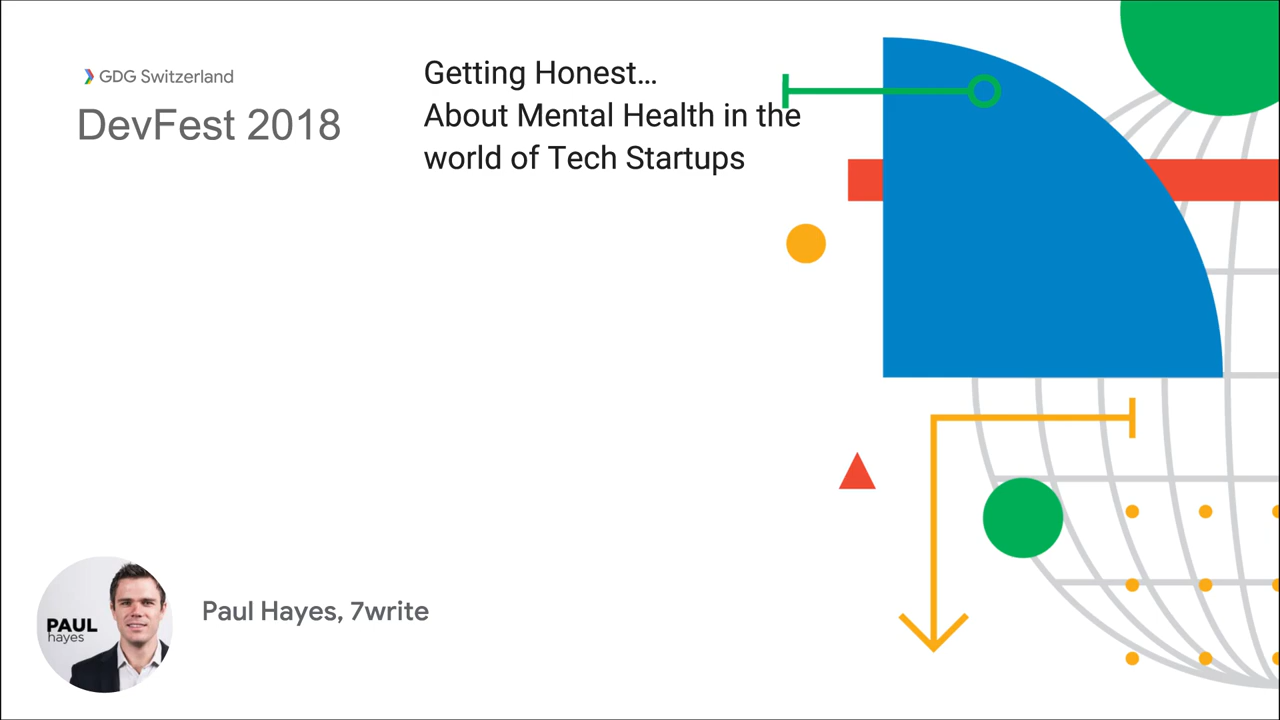 GDG Switzerland
DevFest 2018
Getting Honest…
About Mental Health in the
world of Tech Startups
PAUL
hayes
Paul Hayes, 7write